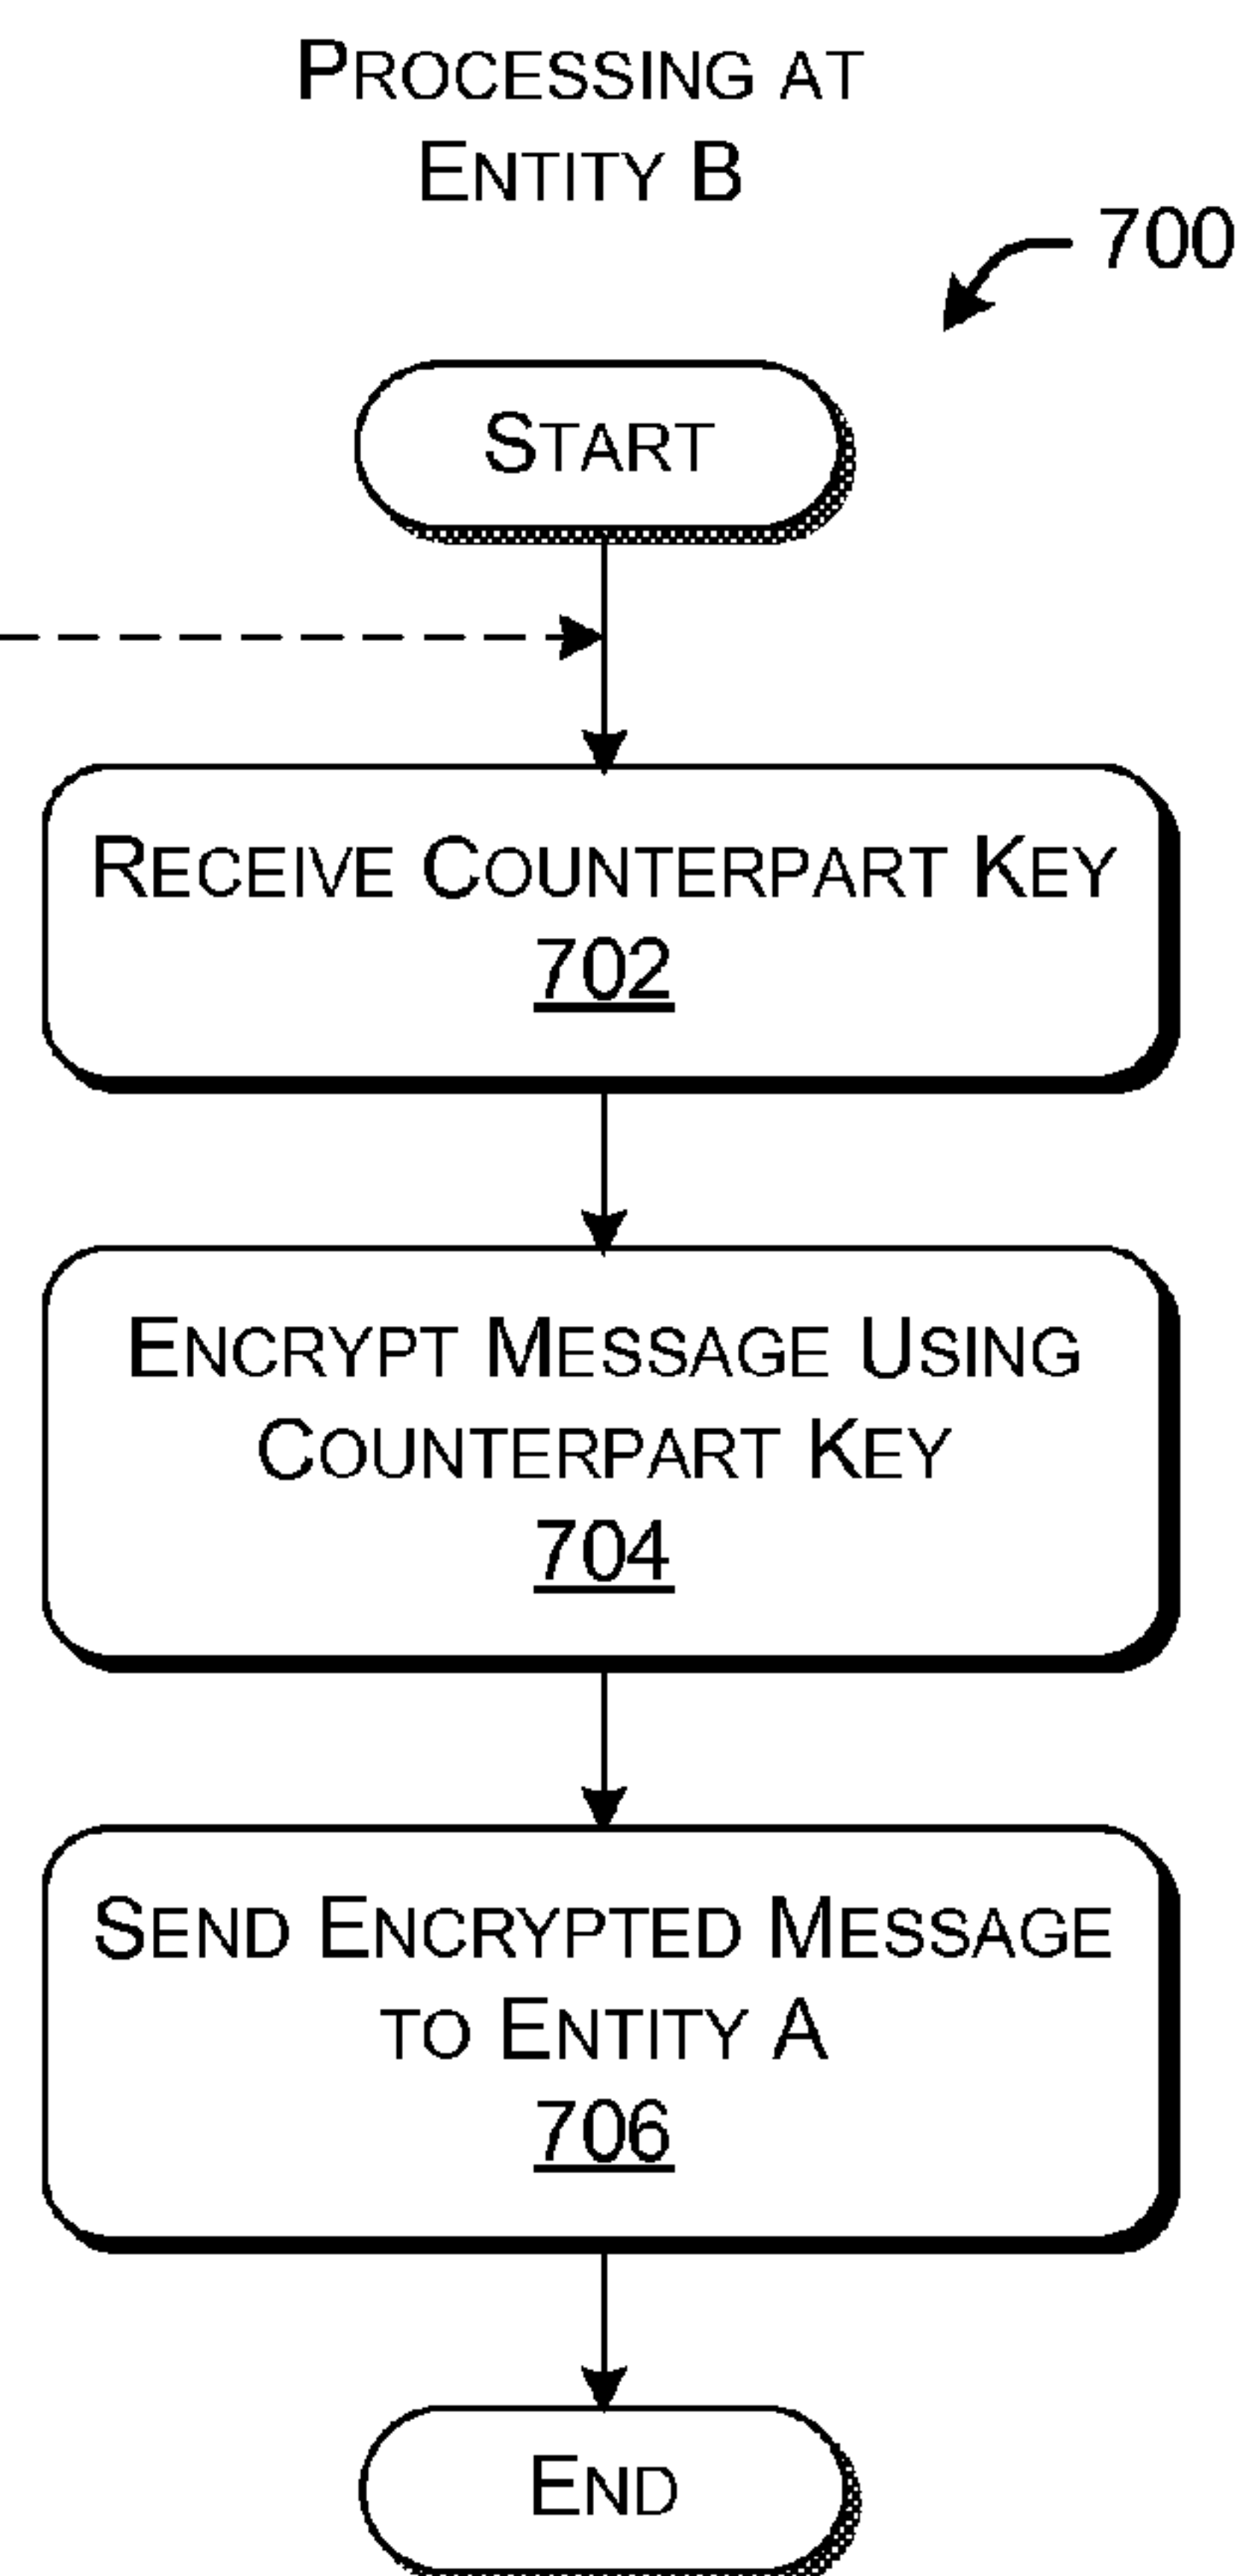 PROCESSING AT
ENTITY B
700
START
RECEIVE COUNTERPART KEY
702
ENCRYPT MESSAGE USING
COUNTERPART KEY
704
SEND ENCRYPTED MESSAGE
TO ENTITY A
706
END